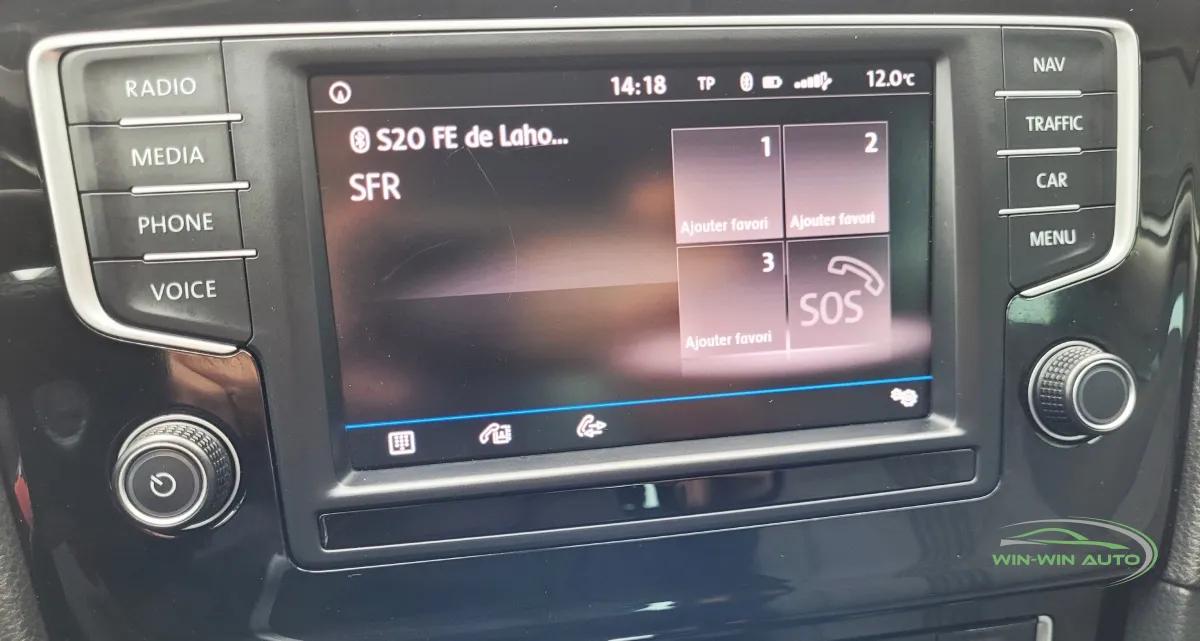 RADIO
MEDIA
PHONE
VOICE
14:18 TP 12.0°C
S20 FE de Laho...
SFR
1
Ajouter favori
2
Ajouter favori
3
Ajouter favori
SOS
NAV
TRAFFIC
CAR
MENU
WIN-WIN AUTO